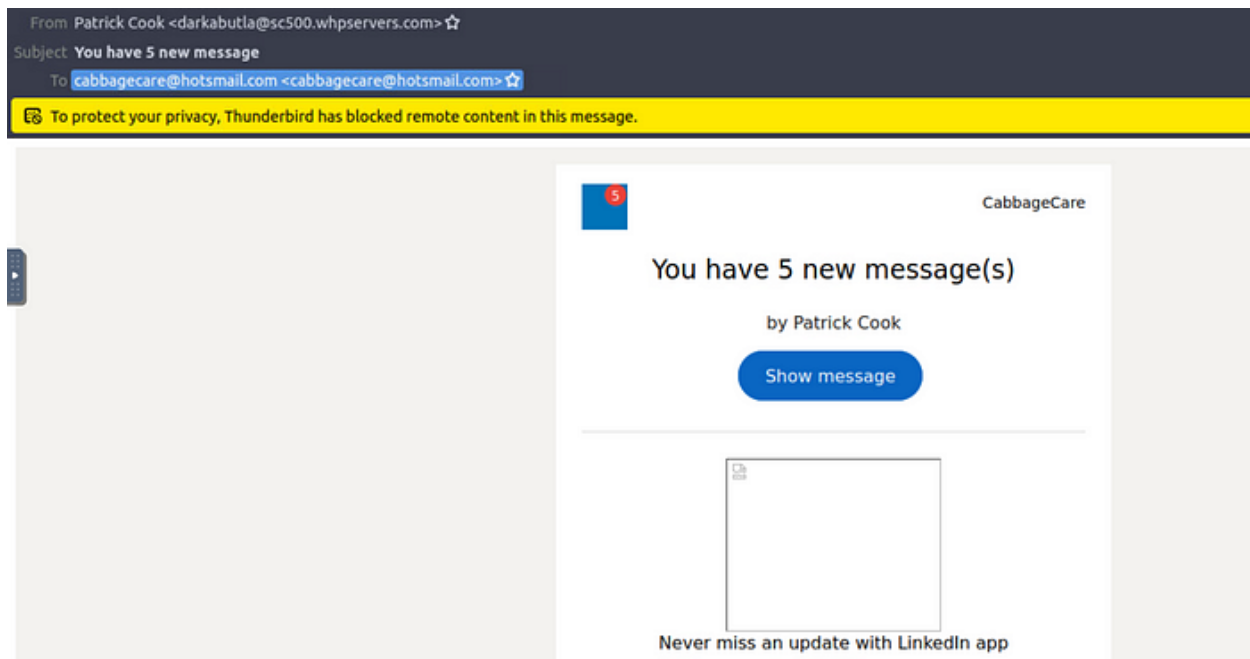 From Patrick Cook <darkabutla@sc500.whpservers.com>
Subject You have 5 new message
To cabbagecare@hotsmail.com <cabbagecare@hotsmail.com>
To protect your privacy, Thunderbird has blocked remote content in this message.
5
CabbageCare
You have 5 new message(s)
by Patrick Cook
Show message
Never miss an update with LinkedIn app